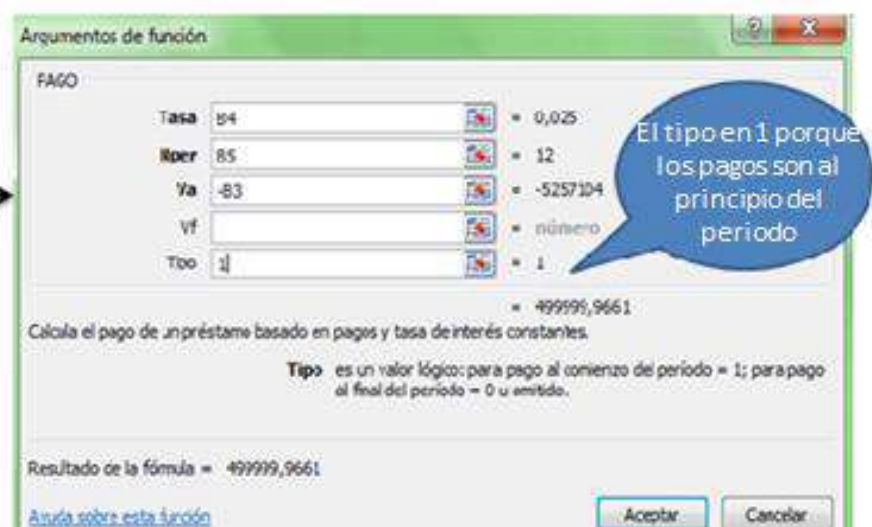 Argumentos de función
PAGO
Tasa B4 = 0,025
Nper B5 = 12
Va -B3 = -5257104
Vf = número
Tipo 1 = 1
El tipo en 1 porque
los pagos son al
principio del
periodo
= 499999,9661
Calcula el pago de un préstamo basado en pagos y tasa de interés constantes.
Tipo es un valor lógico: para pago al comienzo del período = 1; para pago
al final del período = 0 u omitido.
Resultado de la fórmula = 499999,9661
Ayuda sobre esta función
Aceptar
Cancelar